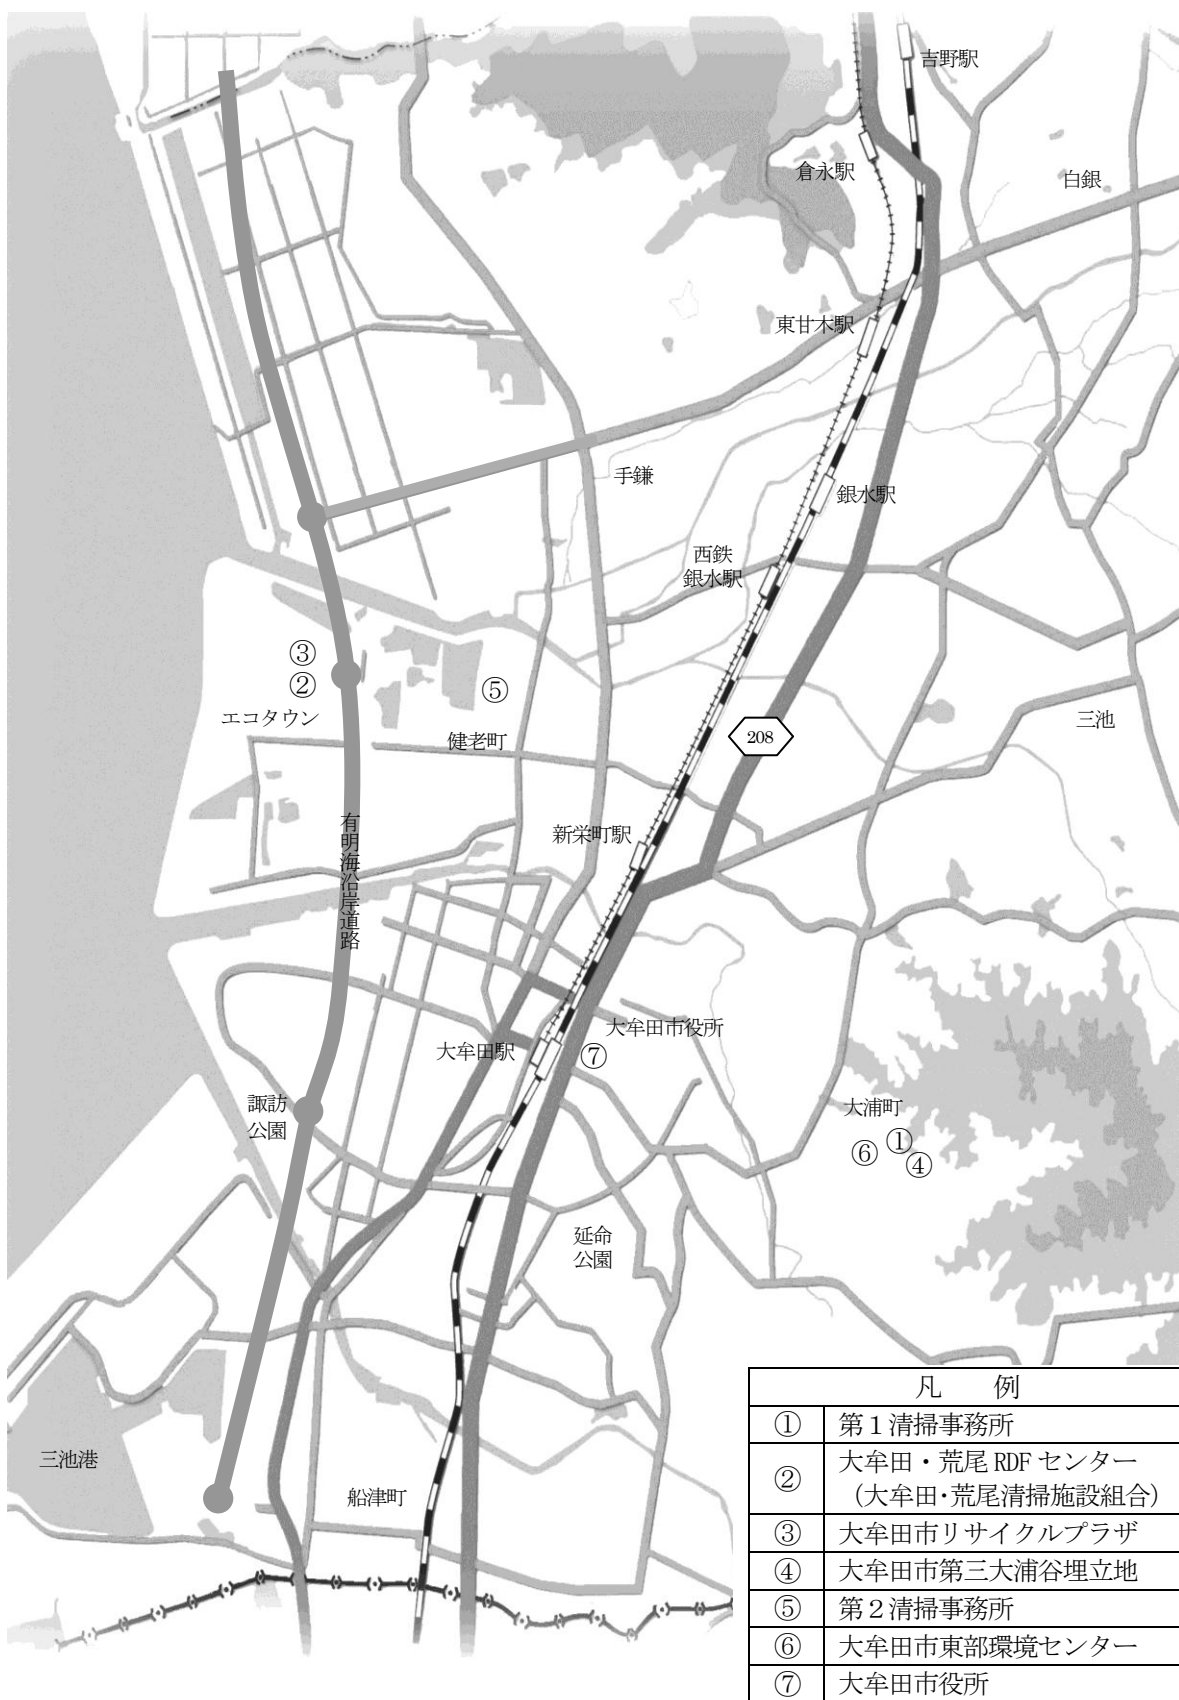 吉野駅
倉永駅
白銀
東甘木駅
手鎌
銀水駅
西鉄
銀水駅
③
②
⑤
エコタウン
三池
健老町
208
有明海沿岸道路
新栄町駅
大牟田市役所
大牟田駅
⑦
諏訪
公園
大浦町
①
⑥
④
延命
公園
三池港
船津町
凡 例
① 第1清掃事務所
② 大牟田・荒尾 RDF センター
(大牟田・荒尾清掃施設組合)
③ 大牟田市リサイクルプラザ
④ 大牟田市第三大浦谷埋立地
⑤ 第2清掃事務所
⑥ 大牟田市東部環境センター
⑦ 大牟田市役所